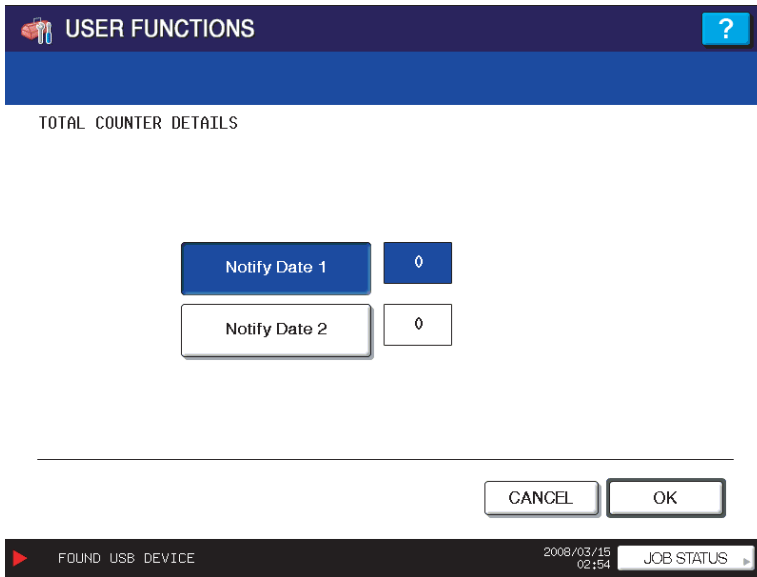 USER FUNCTIONS
?
TOTAL COUNTER DETAILS
Notify Date 1
0
Notify Date 2
0
CANCEL
OK
FOUND USB DEVICE
2008/03/15
02:54
JOB STATUS